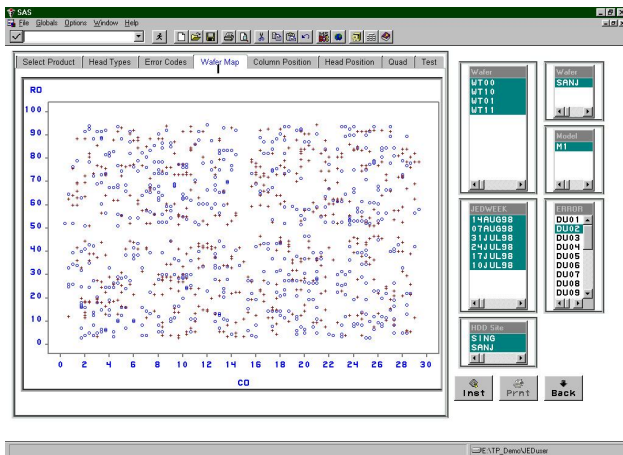 SAS
File Globals Options Window Help
Select Product Head Types Error Codes Wafer Map Column Position Head Position Quad Test
RO
100
90
80
70
60
50
40
30
20
10
0
0 2 4 6 8 10 12 14 16 18 20 22 24 26 28 30
CO
Wafer
WT00
WT10
WT01
WT11
Wafer
SANJ
Model
M1
JEDWEEK
14AUG98
07AUG98
31JUL98
24JUL98
17JUL98
10JUL98
ERROR
DU01
DU02
DU03
DU04
DU05
DU06
DU07
DU08
DU09
HDD Site
SING
SANJ
Inst Prnt Back
E:\TP_Demo\JEDuser